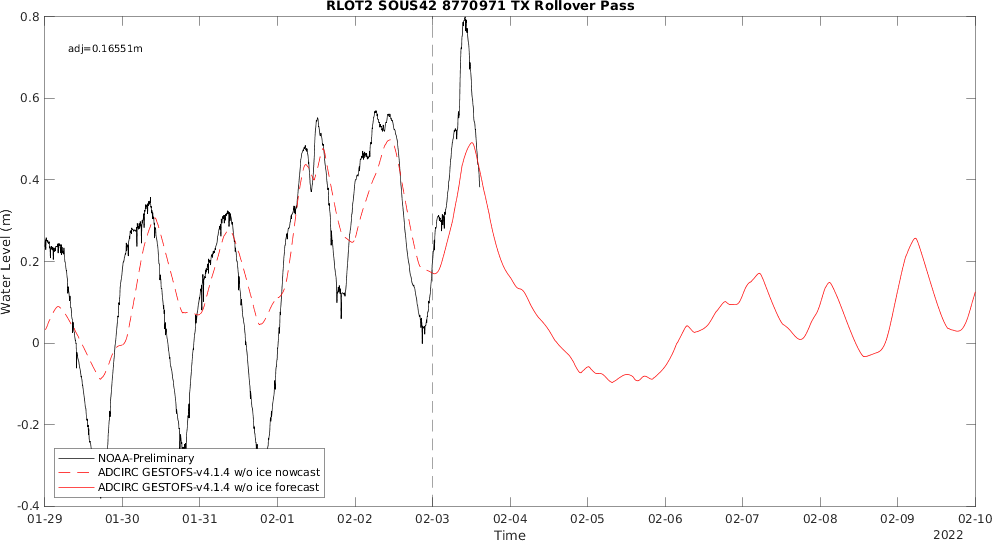 RLOT2 SOUS42 8770971 TX Rollover Pass
adj=0.16551m
Water Level (m)
0.8
0.6
0.4
0.2
0
-0.2
-0.4
NOAA-Preliminary
ADCIRC GESTOFS-v4.1.4 w/o ice nowcast
ADCIRC GESTOFS-v4.1.4 w/o ice forecast
01-29 01-30 01-31 02-01 02-02 02-03 02-04 02-05 02-06 02-07 02-08 02-09 02-10
Time
2022